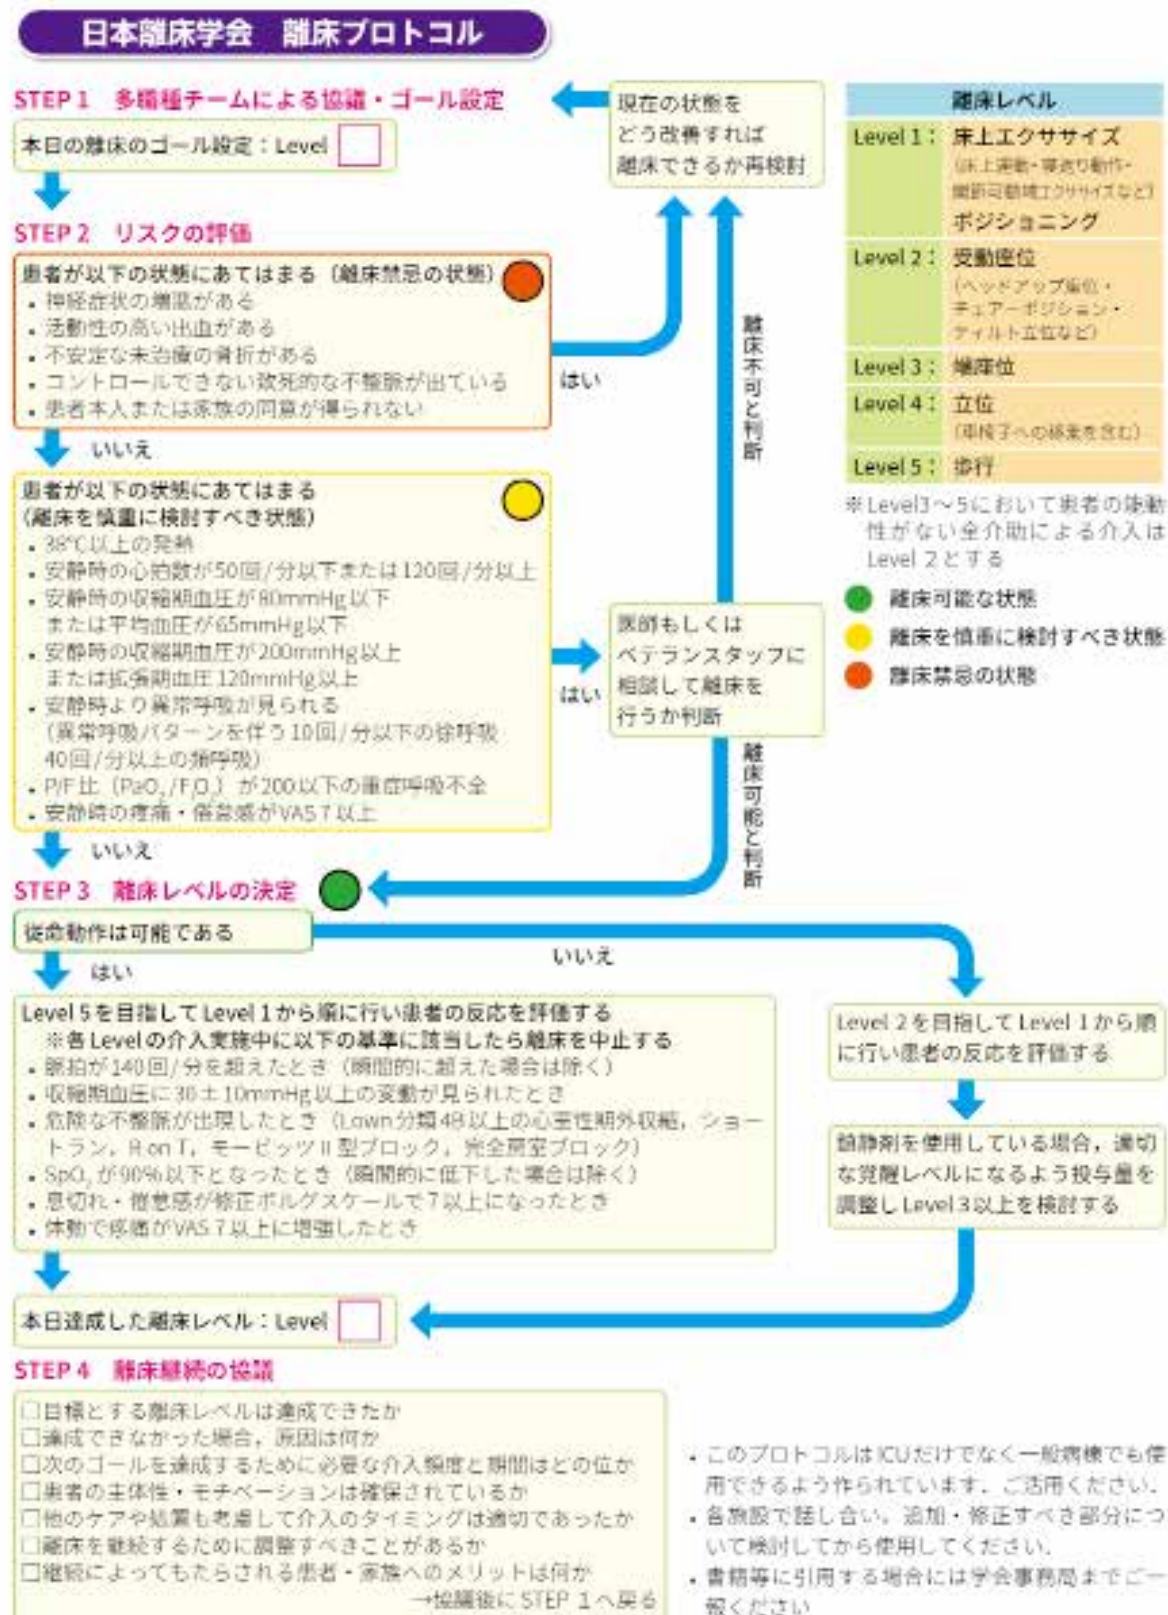 日本離床学会　離床プロトコル
STEP 1　多職種チームによる協議・ゴール設定
本日の離床のゴール設定：Level
現在の状態を
どう改善すれば
離床できるか再検討
STEP 2　リスクの評価
患者が以下の状態にあてはまる（離床禁忌の状態）
・神経症状の増悪がある
・活動性の高い出血がある
・不安定な未治療の骨折がある
・コントロールできない致死的な不整脈が出ている
・患者本人または家族の同意が得られない
はい
いいえ
患者が以下の状態にあてはまる
（離床を慎重に検討すべき状態）
・38℃以上の発熱
・安静時の心拍数が50回/分以下または120回/分以上
・安静時の収縮期血圧が80mmHg以下
または平均血圧が65mmHg以下
・安静時の収縮期血圧が200mmHg以上
または拡張期血圧120mmHg以上
・安静時より異常呼吸が見られる
（異常呼吸パターンを伴う10回/分以下の徐呼吸
40回/分以上の頻呼吸）
・P/F比（PaO₂/FiO₂）が200以下の重症呼吸不全
・安静時の疼痛・倦怠感がVAS7以上
はい
いいえ
医師もしくは
ベテランスタッフに
相談して離床を
行うか判断
離床不可と判断
離床可能と判断
離床レベル
Level 1：床上エクササイズ
（床上運動・寝返り動作・
関節可動域エクササイズなど）
ポジショニング
Level 2：受動座位
（ヘッドアップ座位・
チェアーポジション・
ティルト立位など）
Level 3：端座位
Level 4：立位
（車椅子への移乗を含む）
Level 5：歩行
※Level3～5において患者の能動
性がない全介助による介入は
Level 2とする
離床可能な状態
離床を慎重に検討すべき状態
離床禁忌の状態
STEP 3　離床レベルの決定
従命動作は可能である
はい
いいえ
Level 5を目指してLevel 1から順に行い患者の反応を評価する
※各Levelの介入実施中に以下の基準に該当したら離床を中止する
・脈拍が140回/分を超えたとき（瞬間的に超えた場合は除く）
・収縮期血圧に30±10mmHg以上の変動が見られたとき
・危険な不整脈が出現したとき（Lown分類4B以上の心室性期外収縮，ショー
トラン，R on T，モービッツⅡ型ブロック，完全房室ブロック）
・SpO₂が90%以下となったとき（瞬間的に低下した場合は除く）
・息切れ・倦怠感が修正ボルグスケールで7以上になったとき
・体動で疼痛がVAS7以上に増強したとき
Level 2を目指してLevel 1から順
に行い患者の反応を評価する
鎮静剤を使用している場合，適切
な覚醒レベルになるよう投与量を
調整しLevel 3以上を検討する
本日達成した離床レベル：Level
STEP 4　離床継続の協議
□目標とする離床レベルは達成できたか
□達成できなかった場合，原因は何か
□次のゴールを達成するために必要な介入頻度と期間はどの位か
□患者の主体性・モチベーションは確保されているか
□他のケアや処置も考慮して介入のタイミングは適切であったか
□離床を継続するために調整すべきことがあるか
□継続によってもたらされる患者・家族へのメリットは何か
→協議後にSTEP 1へ戻る
・このプロトコルはICUだけでなく一般病棟でも使
用できるよう作られています．ご活用ください．
・各施設で話し合い，追加・修正すべき部分につ
いて検討してから使用してください．
・書籍等に引用する場合には学会事務局までご一
報ください